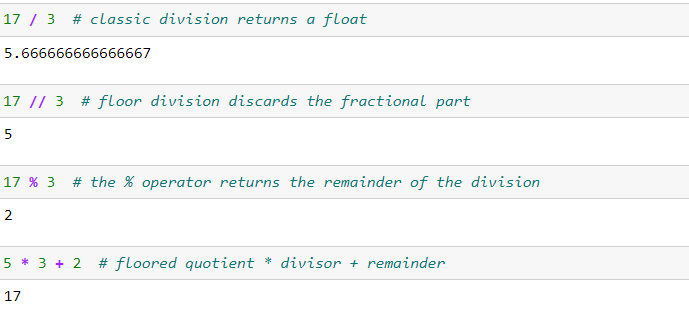 17 / 3  # classic division returns a float
5.666666666666667
17 // 3  # floor division discards the fractional part
5
17 % 3  # the % operator returns the remainder of the division
2
5 * 3 + 2  # floored quotient * divisor + remainder
17